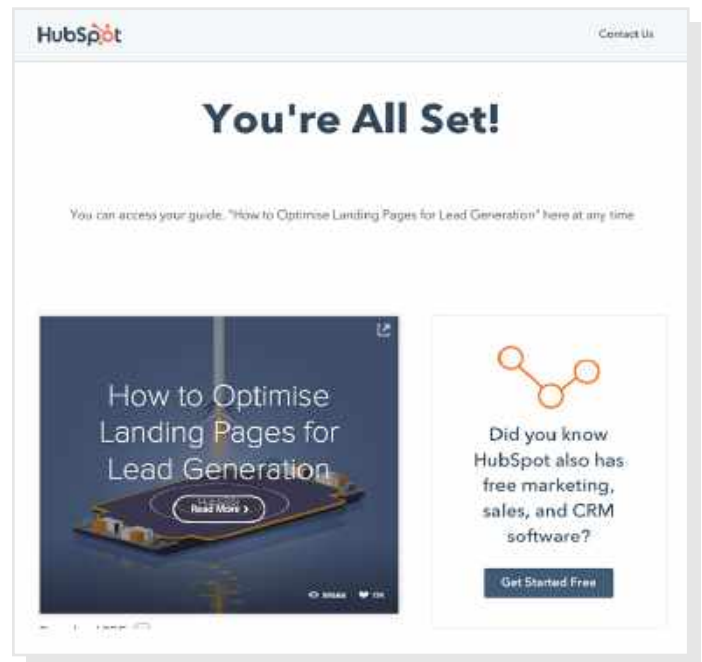 HubSpot
Contact Us
You're All Set!
You can access your guide, "How to Optimise Landing Pages for Lead Generation" here at any time
How to Optimise
Landing Pages for
Lead Generation
Read More ›
SHARE
Did you know
HubSpot also has
free marketing,
sales, and CRM
software?
Get Started Free